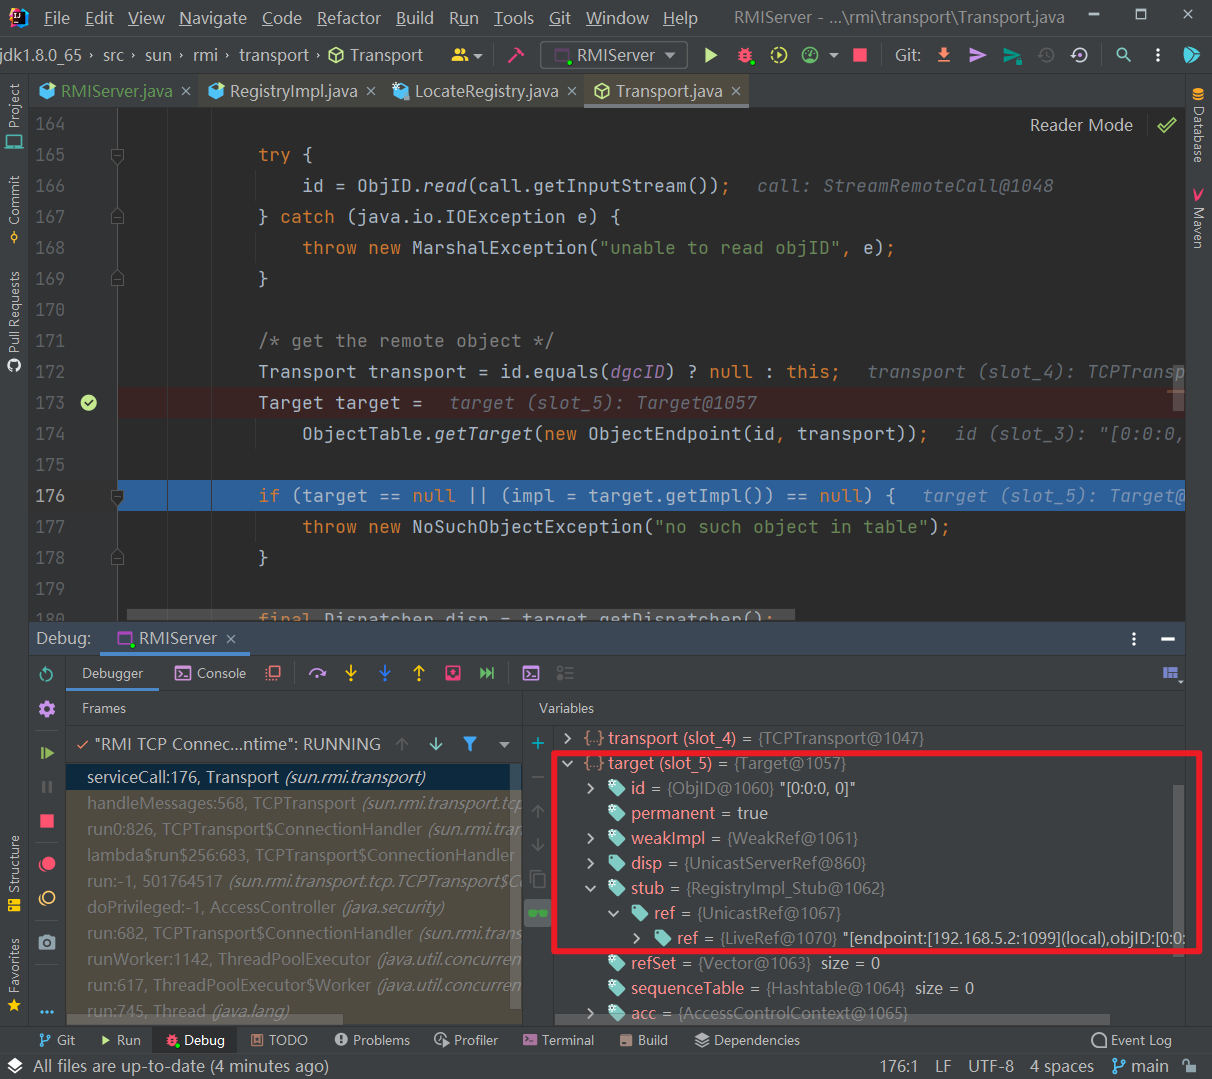 File Edit View Navigate Code Refactor Build Run Tools Git Window Help RMIServer - ...\rmi\transport\Transport.java
jdk1.8.0_65 › src › sun › rmi › transport › Transport RMIServer Git:
RMIServer.java × RegistryImpl.java × LocateRegistry.java × Transport.java ×
Project
Commit
Pull Requests
Structure
Favorites
Database
Maven
Reader Mode
164
165 try {
166 id = ObjID.read(call.getInputStream()); call: StreamRemoteCall@1048
167 } catch (java.io.IOException e) {
168 throw new MarshalException("unable to read objID", e);
169 }
170
171 /* get the remote object */
172 Transport transport = id.equals(dgcID) ? null : this; transport (slot_4): TCPTransp
173 Target target = target (slot_5): Target@1057
174 ObjectTable.getTarget(new ObjectEndpoint(id, transport)); id (slot_3): "[0:0:0,
175
176 if (target == null || (impl = target.getImpl()) == null) { target (slot_5): Target@
177 throw new NoSuchObjectException("no such object in table");
178 }
179
180 final Dispatcher disp = target.getDispatcher();
Debug: RMIServer ×
Debugger Console
Frames
"RMI TCP Connec...ntime": RUNNING
serviceCall:176, Transport (sun.rmi.transport)
handleMessages:568, TCPTransport (sun.rmi.transport.tcp
run0:826, TCPTransport$ConnectionHandler (sun.rmi.tran
lambda$run$256:683, TCPTransport$ConnectionHandler
run:-1, 501764517 (sun.rmi.transport.tcp.TCPTransport$Co
doPrivileged:-1, AccessController (java.security)
run:682, TCPTransport$ConnectionHandler (sun.rmi.trans
runWorker:1142, ThreadPoolExecutor (java.util.concurren
run:617, ThreadPoolExecutor$Worker (java.util.concurren
run:745, Thread (java.lang)
Variables
transport (slot_4) = {TCPTransport@1047}
target (slot_5) = {Target@1057}
id = {ObjID@1060} "[0:0:0, 0]"
permanent = true
weakImpl = {WeakRef@1061}
disp = {UnicastServerRef@860}
stub = {RegistryImpl_Stub@1062}
ref = {UnicastRef@1067}
ref = {LiveRef@1070} "[endpoint:[192.168.5.2:1099](local),objID:[0:0:
refSet = {Vector@1063} size = 0
sequenceTable = {Hashtable@1064} size = 0
acc = {AccessControlContext@1065}
Git Run Debug TODO Problems Profiler Terminal Build Dependencies Event Log
All files are up-to-date (4 minutes ago) 176:1 LF UTF-8 4 spaces main